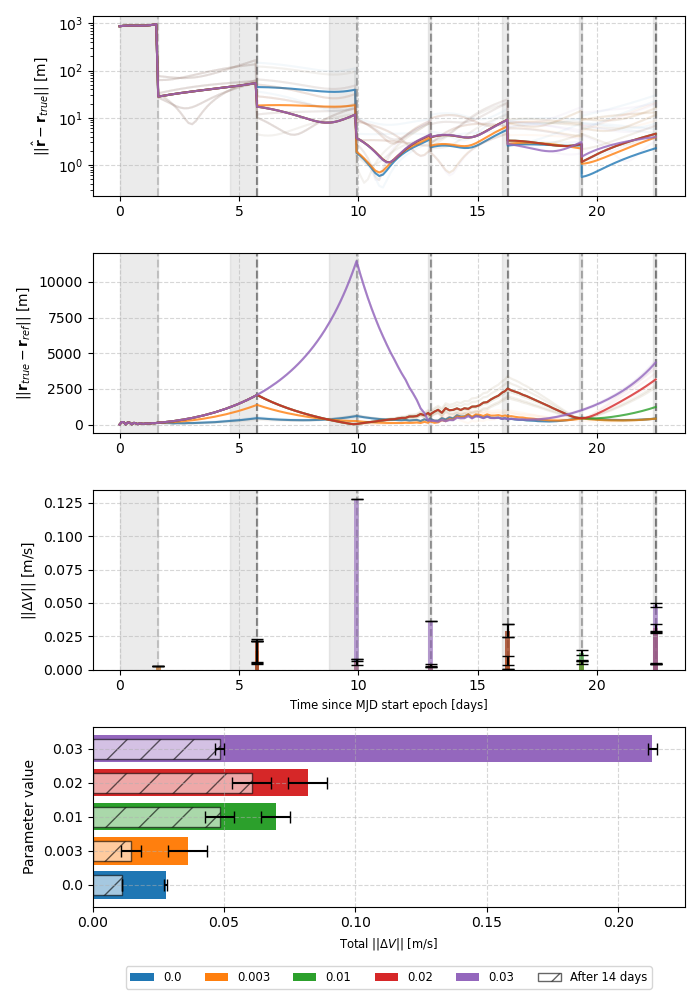 ||r̂ − r_true|| [m]
10³
10²
10¹
10⁰
0 5 10 15 20
||r_true − r_ref|| [m]
10000
7500
5000
2500
0
0 5 10 15 20
||ΔV|| [m/s]
0.125
0.100
0.075
0.050
0.025
0.000
0 5 10 15 20
Time since MJD start epoch [days]
Parameter value
0.03
0.02
0.01
0.003
0.0
0.00 0.05 0.10 0.15 0.20
Total ||ΔV|| [m/s]
0.0 0.003 0.01 0.02 0.03 After 14 days